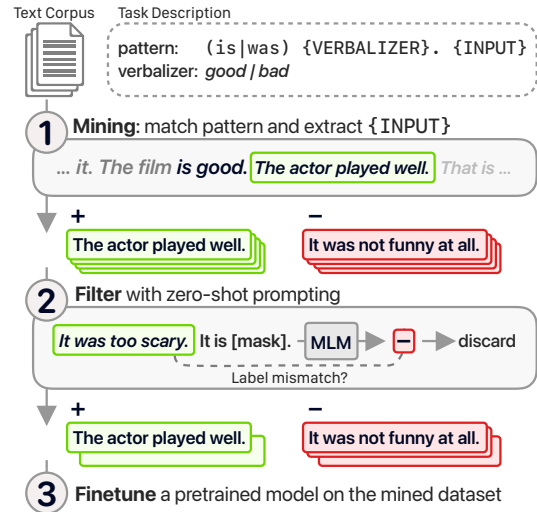 Text Corpus
Task Description
pattern: (is|was) {VERBALIZER}. {INPUT}
verbalizer: good | bad
1 Mining: match pattern and extract {INPUT}
... it. The film is good. The actor played well. That is ...
+ −
The actor played well. It was not funny at all.
2 Filter with zero-shot prompting
It was too scary. It is [mask]. MLM − discard
Label mismatch?
+ −
The actor played well. It was not funny at all.
3 Finetune a pretrained model on the mined dataset